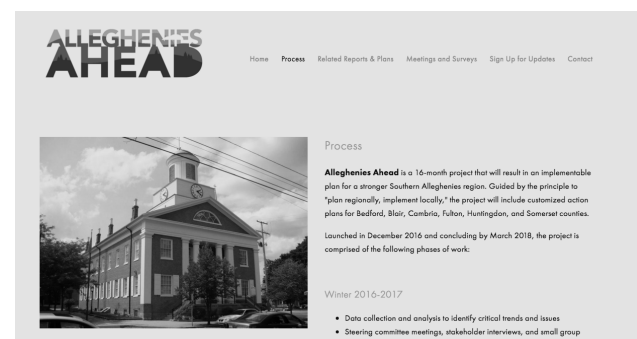 ALLEGHENIES
AHEAD
Home Process Related Reports & Plans Meetings and Surveys Sign Up for Updates Contact
Process
Alleghenies Ahead is a 16-month project that will result in an implementable
plan for a stronger Southern Alleghenies region. Guided by the principle to
"plan regionally, implement locally," the project will include customized action
plans for Bedford, Blair, Cambria, Fulton, Huntingdon, and Somerset counties.
Launched in December 2016 and concluding by March 2018, the project is
comprised of the following phases of work:
Winter 2016-2017
• Data collection and analysis to identify critical trends and issues
• Steering committee meetings, stakeholder interviews, and small group